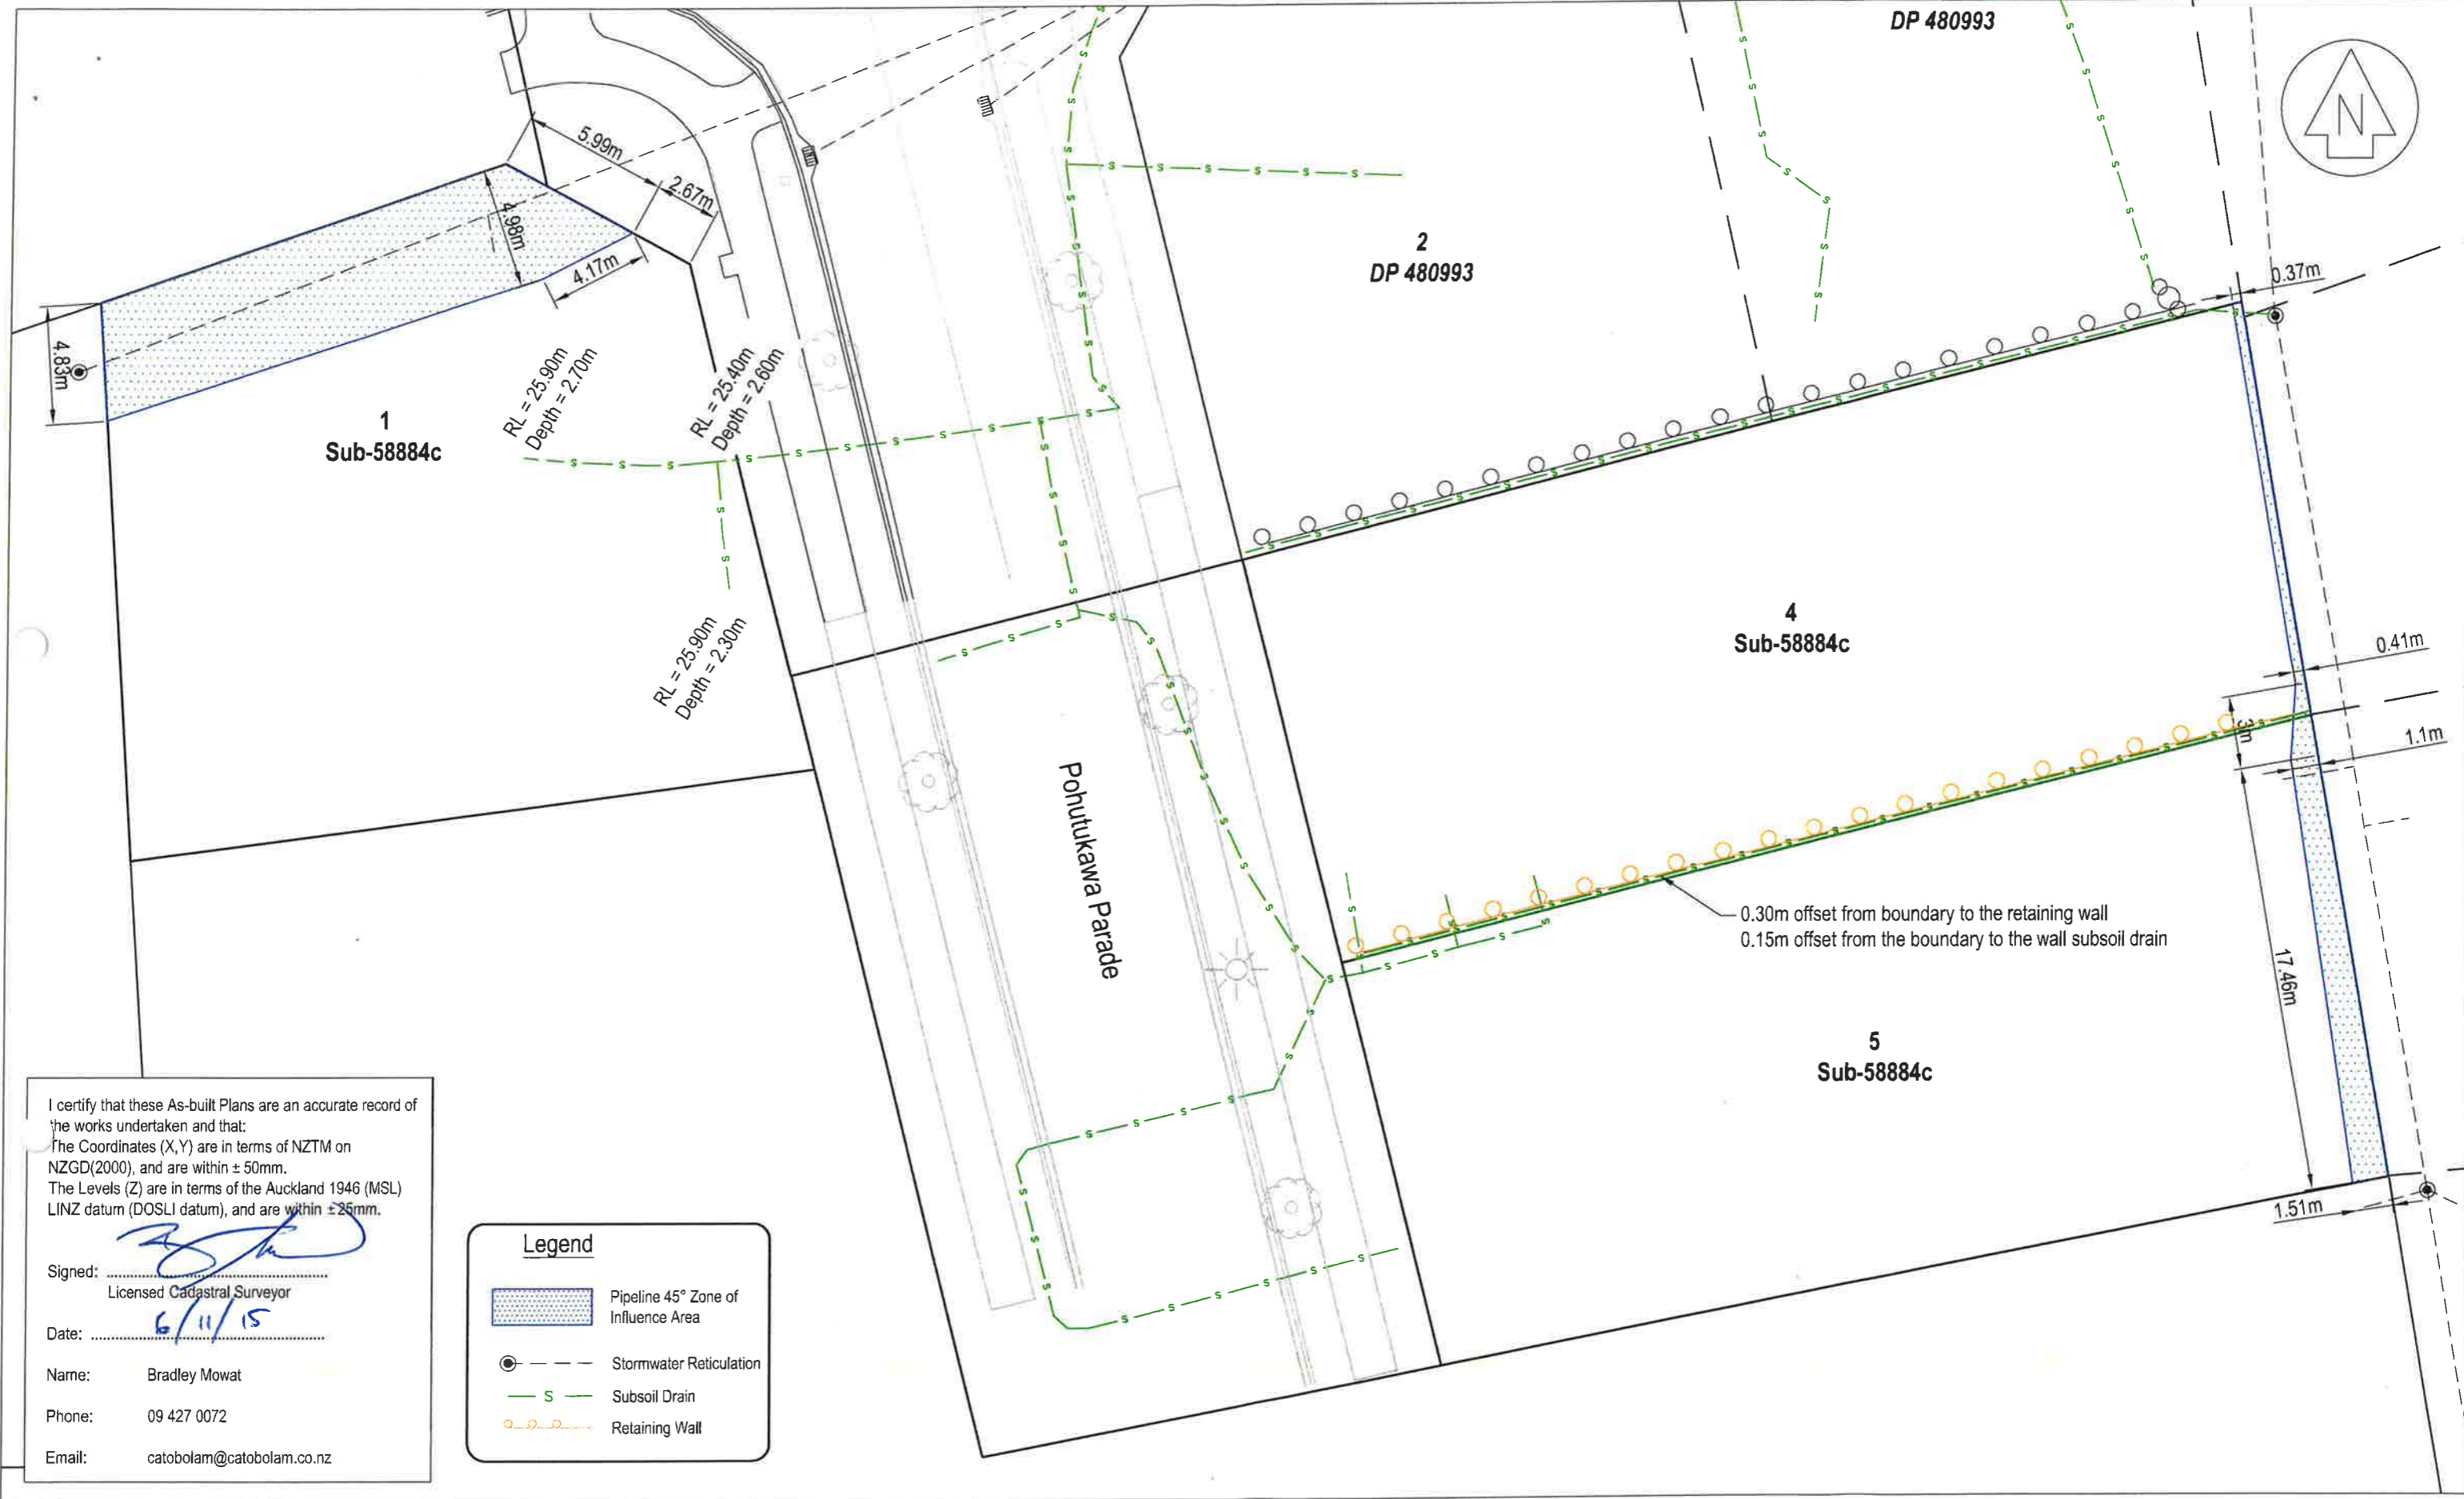 DP 480993
N
5.99m
2.67m
4.98m
4.17m
4.83m
2
DP 480993
0.37m
1
Sub-58884c
RL = 25.90m
Depth = 2.70m
RL = 25.40m
Depth = 2.60m
RL = 25.90m
Depth = 2.30m
4
Sub-58884c
0.41m
3m
1.1m
Pohutukawa Parade
0.30m offset from boundary to the retaining wall
0.15m offset from the boundary to the wall subsoil drain
17.46m
5
Sub-58884c
1.51m
I certify that these As-built Plans are an accurate record of
the works undertaken and that:
The Coordinates (X,Y) are in terms of NZTM on
NZGD(2000), and are within ± 50mm.
The Levels (Z) are in terms of the Auckland 1946 (MSL)
LINZ datum (DOSLI datum), and are within ±25mm.
Signed:
Licensed Cadastral Surveyor
Date: 6/11/15
Name: Bradley Mowat
Phone: 09 427 0072
Email: catobolam@catobolam.co.nz
Legend
Pipeline 45° Zone of
Influence Area
Stormwater Reticulation
S Subsoil Drain
Retaining Wall